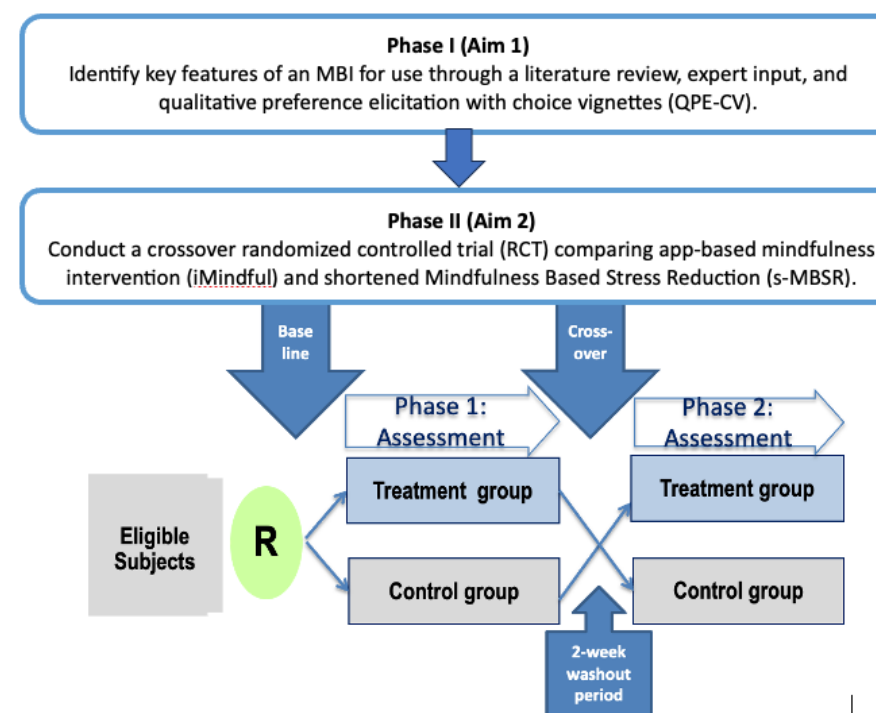 Phase I (Aim 1)
Identify key features of an MBI for use through a literature review, expert input, and
qualitative preference elicitation with choice vignettes (QPE-CV).
Phase II (Aim 2)
Conduct a crossover randomized controlled trial (RCT) comparing app-based mindfulness
intervention (iMindful) and shortened Mindfulness Based Stress Reduction (s-MBSR).
Base
line
Cross-
over
Phase 1:
Assessment
Phase 2:
Assessment
Treatment group
Treatment group
Eligible
Subjects
R
Control group
Control group
2-week
washout
period